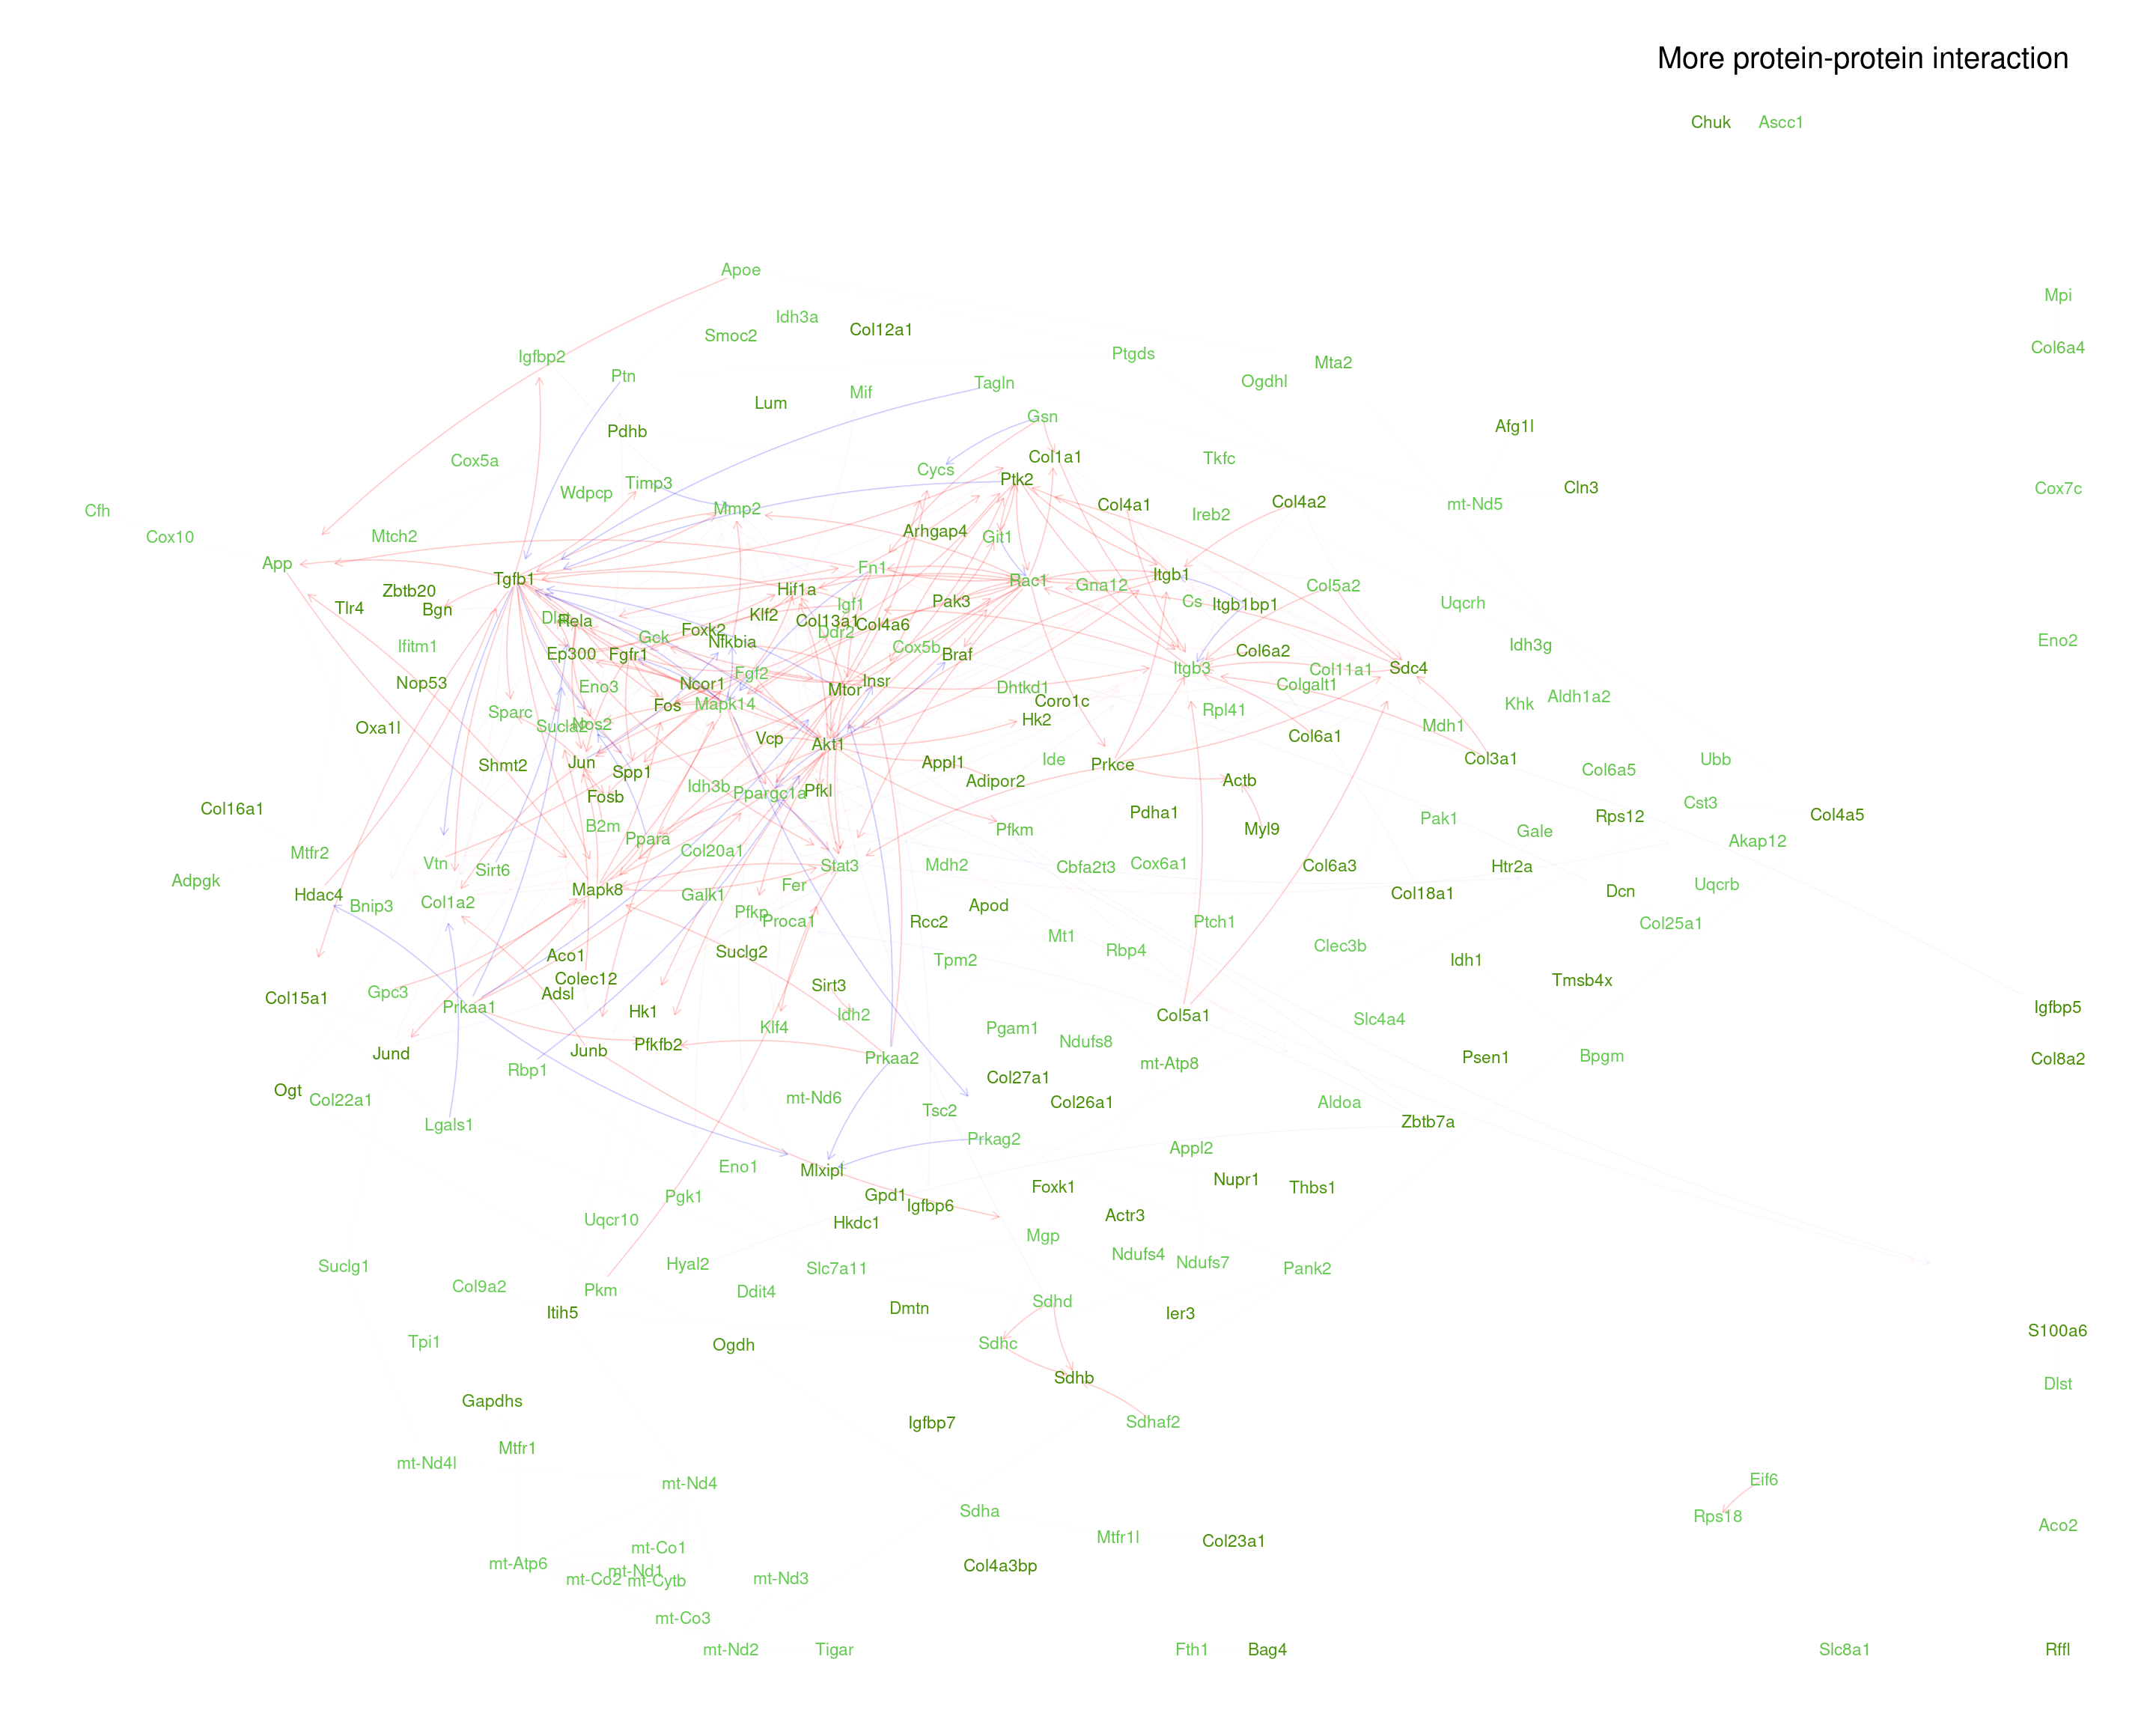 More protein-protein interaction
Chuk Ascc1
Apoe
Mpi
Idh3a
Col12a1
Smoc2
Col6a4
Igfbp2
Ptgds
Mta2
Ptn
Ogdhl
Tagln
Mif
Lum
Gsn
Afg1l
Pdhb
Col1a1
Tkfc
Cox5a
Cycs
Ptk2
Timp3
Cln3
Cox7c
Wdpcp
Col4a2
Col4a1
mt-Nd5
Cfh
Mmp2
Ireb2
Arhgap4
Cox10
Mtch2
Git1
App
Fn1
Itgb1
Tgfb1
Rac1
Gna12
Col5a2
Zbtb20
Hif1a
Pak3
Cs
Uqcrh
Tlr4
Bgn
Igf1
Itgb1bp1
Klf2
Rela
Col13a1
Col4a6
Foxk2
Ddr2
Gck
Nfkbia
Eno2
Ifitm1
Cox5b
Idh3g
Ep300
Fgfr1
Braf
Col6a2
Itgb3
Col11a1
Sdc4
Fgf2
Nop53
Ncor1
Insr
Colgalt1
Eno3
Mtor
Dhtkd1
Aldh1a2
Coro1c
Fos
Mapk14
Khk
Sparc
Rpl41
Hk2
Oxa1l
Sucla2
Nos2
Mdh1
Vcp
Akt1
Col6a1
Shmt2
Jun
Spp1
Appl1
Ide
Prkce
Col3a1
Ubb
Col6a5
Adipor2
Actb
Idh3b
Ppargc1a
Pfkl
Fosb
Cst3
Col16a1
Pdha1
Rps12
Col4a5
B2m
Ppara
Pfkm
Myl9
Pak1
Gale
Akap12
Mtfr2
Col20a1
Vtn
Sirt6
Stat3
Mdh2
Cbfa2t3
Cox6a1
Col6a3
Htr2a
Adpgk
Hdac4
Mapk8
Fer
Galk1
Col18a1
Dcn
Uqcrb
Bnip3
Col1a2
Pfkp
Proca1
Apod
Rcc2
Ptch1
Col25a1
Mt1
Suclg2
Rbp4
Clec3b
Aco1
Tpm2
Idh1
Colec12
Sirt3
Tmsb4x
Gpc3
Adsl
Col15a1
Prkaa1
Hk1
Idh2
Col5a1
Slc4a4
Igfbp5
Klf4
Pgam1
Ndufs8
Jund
Junb
Pfkfb2
Prkaa2
mt-Atp8
Psen1
Bpgm
Col8a2
Rbp1
Col27a1
Ogt
Col22a1
mt-Nd6
Col26a1
Aldoa
Tsc2
Lgals1
Zbtb7a
Prkag2
Appl2
Eno1
Mlxipl
Nupr1
Foxk1
Thbs1
Pgk1
Gpd1
Igfbp6
Uqcr10
Hkdc1
Actr3
Mgp
Suclg1
Hyal2
Slc7a11
Ndufs4
Ndufs7
Pank2
Col9a2
Pkm
Ddit4
Sdhd
Itih5
Dmtn
Ier3
Tpi1
Ogdh
Sdhc
S100a6
Sdhb
Dlst
Gapdhs
Igfbp7
Sdhaf2
Mtfr1
mt-Nd4l
mt-Nd4
Eif6
Sdha
Rps18
Aco2
Mtfr1l
Col23a1
mt-Co1
mt-Atp6
Col4a3bp
mt-Nd1
mt-Co2
mt-Cytb
mt-Nd3
mt-Co3
mt-Nd2
Tigar
Fth1
Bag4
Slc8a1
Rffl